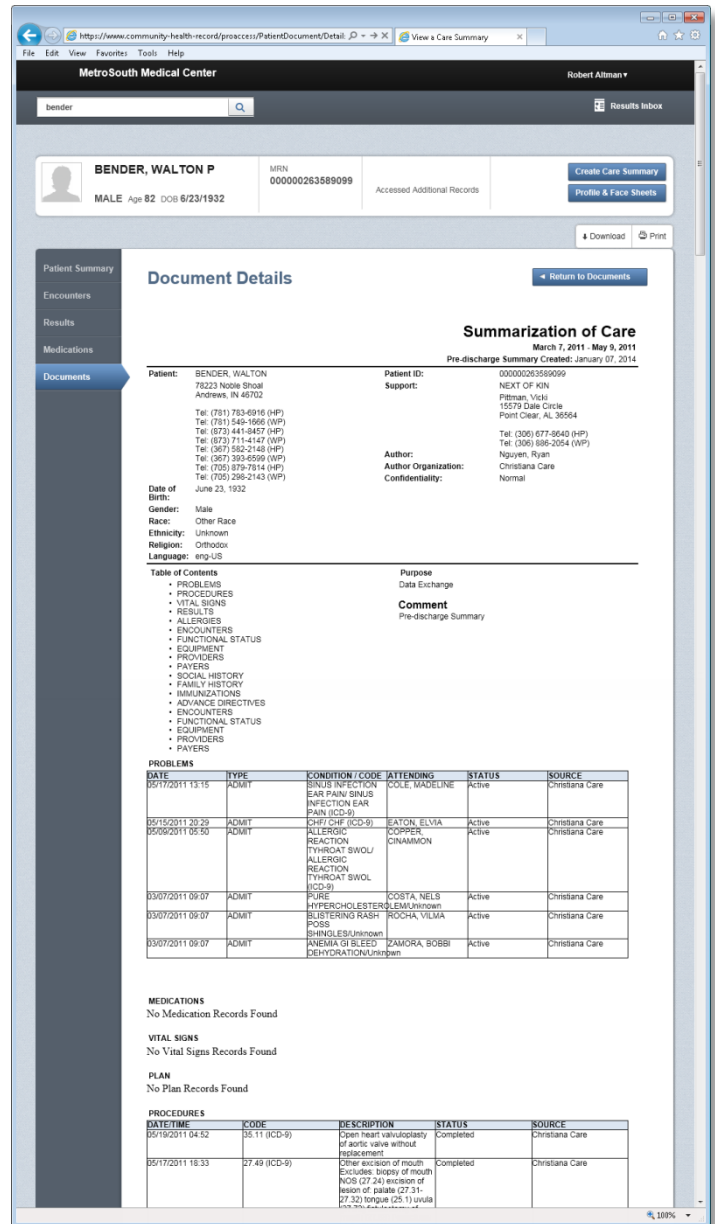 https://www.community-health-record/proaccess/PatientDocument/Detail:
View a Care Summary
File Edit View Favorites Tools Help
MetroSouth Medical Center
Robert Altman
bender
Results Inbox
BENDER, WALTON P
MRN
000000263589099
Accessed Additional Records
Create Care Summary
MALE Age 82 DOB 6/23/1932
Profile & Face Sheets
Download Print
Patient Summary
Encounters
Results
Medications
Documents
Document Details
Return to Documents
Summarization of Care
March 7, 2011 - May 9, 2011
Pre-discharge Summary Created: January 07, 2014
Patient: BENDER, WALTON
78223 Noble Shoal
Andrews, IN 46702
Tel: (781) 783-6916 (HP)
Tel: (781) 549-1666 (WP)
Tel: (873) 441-8457 (HP)
Tel: (873) 711-4147 (WP)
Tel: (367) 582-2148 (HP)
Tel: (367) 393-6599 (WP)
Tel: (705) 879-7814 (HP)
Tel: (705) 298-2143 (WP)
Date of Birth: June 23, 1932
Gender: Male
Race: Other Race
Ethnicity: Unknown
Religion: Orthodox
Language: eng-US
Patient ID: 000000263589099
Support: NEXT OF KIN
Pittman, Vicki
15579 Dale Circle
Point Clear, AL 36564
Tel: (306) 677-8640 (HP)
Tel: (306) 886-2054 (WP)
Author: Nguyen, Ryan
Author Organization: Christiana Care
Confidentiality: Normal
Table of Contents
• PROBLEMS
• PROCEDURES
• VITAL SIGNS
• RESULTS
• ALLERGIES
• ENCOUNTERS
• FUNCTIONAL STATUS
• EQUIPMENT
• PROVIDERS
• PAYERS
• SOCIAL HISTORY
• FAMILY HISTORY
• IMMUNIZATIONS
• ADVANCE DIRECTIVES
• ENCOUNTERS
• FUNCTIONAL STATUS
• EQUIPMENT
• PROVIDERS
• PAYERS
Purpose
Data Exchange
Comment
Pre-discharge Summary
PROBLEMS
DATE TYPE CONDITION / CODE ATTENDING STATUS SOURCE
05/17/2011 13:15 ADMIT SINUS INFECTION COLE, MADELINE Active Christiana Care
EAR PAIN/ SINUS
INFECTION EAR
PAIN (ICD-9)
05/15/2011 20:29 ADMIT CHF/ CHF (ICD-9) EATON, ELVIA Active Christiana Care
05/09/2011 05:50 ADMIT ALLERGIC COPPER, Active Christiana Care
REACTION CINAMMON
TYHROAT SWOL/
ALLERGIC
REACTION
TYHROAT SWOL
(ICD-9)
03/07/2011 09:07 ADMIT PURE COSTA, NELS Active Christiana Care
HYPERCHOLESTEROLEM/Unknown
03/07/2011 09:07 ADMIT BLISTERING RASH ROCHA, VILMA Active Christiana Care
POSS
SHINGLES/Unknown
03/07/2011 09:07 ADMIT ANEMIA GI BLEED ZAMORA, BOBBI Active Christiana Care
DEHYDRATION/Unknown
MEDICATIONS
No Medication Records Found
VITAL SIGNS
No Vital Signs Records Found
PLAN
No Plan Records Found
PROCEDURES
DATE/TIME CODE DESCRIPTION STATUS SOURCE
05/19/2011 04:52 35.11 (ICD-9) Open heart valvuloplasty Completed Christiana Care
of aortic valve without
replacement
05/17/2011 18:33 27.49 (ICD-9) Other excision of mouth Completed Christiana Care
Excludes: biopsy of mouth
NOS (27.24) excision of
lesion of: palate (27.31-
27.32) tongue (25.1) uvula
100%